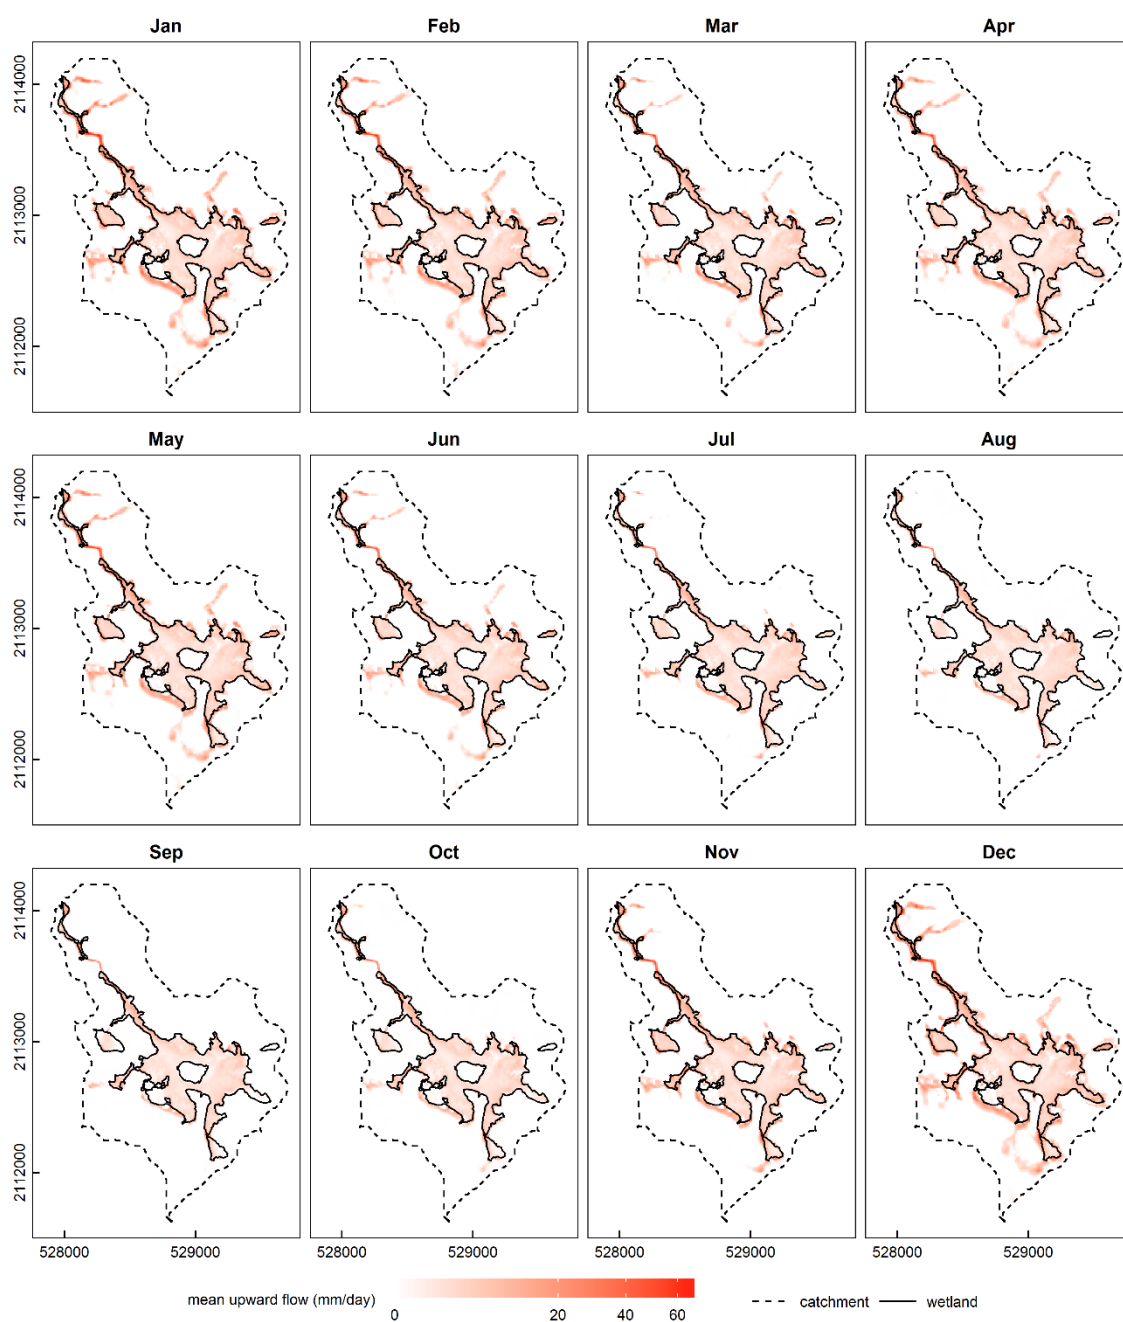 Jan Feb Mar Apr
2114000
2113000
2112000
May Jun Jul Aug
2114000
2113000
2112000
Sep Oct Nov Dec
2114000
2113000
2112000
528000 529000 528000 529000 528000 529000 528000 529000
mean upward flow (mm/day)
0 20 40 60
catchment wetland